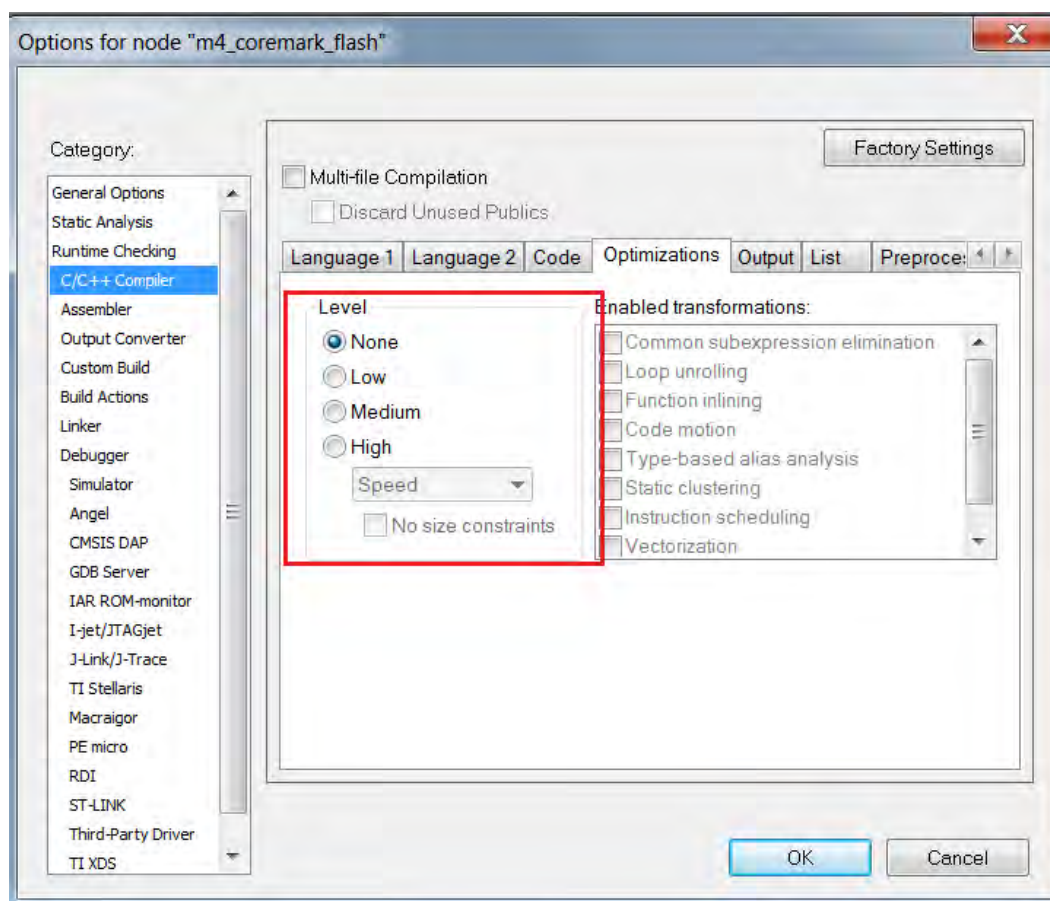 Options for node "m4_coremark_flash"
Category:
General Options
Static Analysis
Runtime Checking
C/C++ Compiler
Assembler
Output Converter
Custom Build
Build Actions
Linker
Debugger
Simulator
Angel
CMSIS DAP
GDB Server
IAR ROM-monitor
I-jet/JTAGjet
J-Link/J-Trace
TI Stellaris
Macraigor
PE micro
RDI
ST-LINK
Third-Party Driver
TI XDS
Factory Settings
Multi-file Compilation
Discard Unused Publics
Language 1 Language 2 Code Optimizations Output List Preproce
Level
None
Low
Medium
High
Speed
No size constraints
Enabled transformations:
Common subexpression elimination
Loop unrolling
Function inlining
Code motion
Type-based alias analysis
Static clustering
Instruction scheduling
Vectorization
OK Cancel